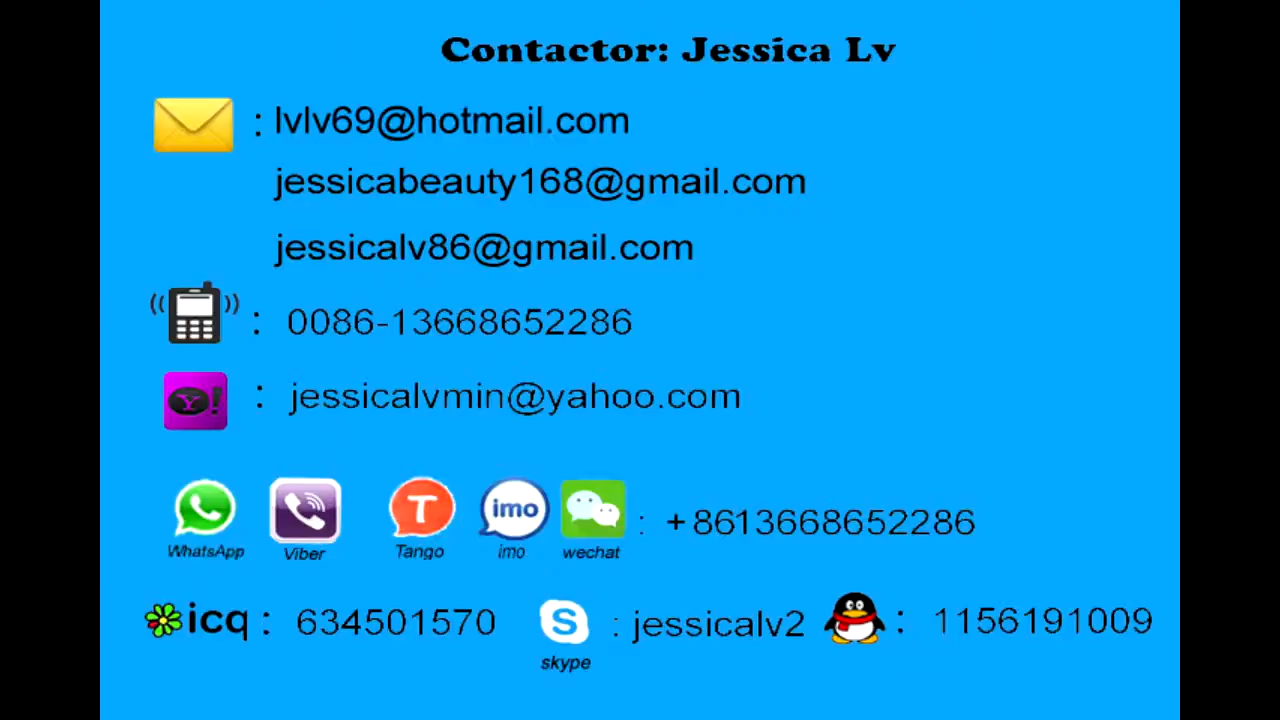 Contactor: Jessica Lv
: lvlv69@hotmail.com
jessicabeauty168@gmail.com
jessicalv86@gmail.com
: 0086-13668652286
Y! : jessicalvmin@yahoo.com
T imo : +8613668652286
WhatsApp Viber Tango imo wechat
icq : 634501570 S : jessicalv2 : 1156191009
skype